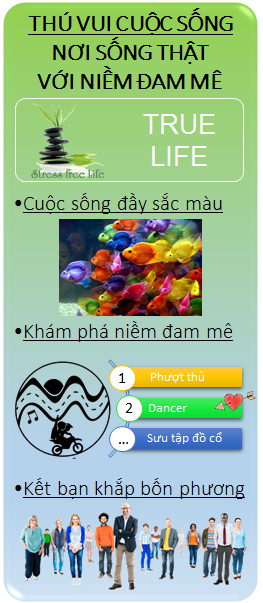 THÚ VUI CUỘC SỐNG
NƠI SỐNG THẬT
VỚI NIỀM ĐAM MÊ
TRUE
LIFE
Stress free life
•Cuộc sống đầy sắc màu
•Khám phá niềm đam mê
1 Phượt thủ
2 Dancer
... Sưu tập đồ cổ
•Kết bạn khắp bốn phương